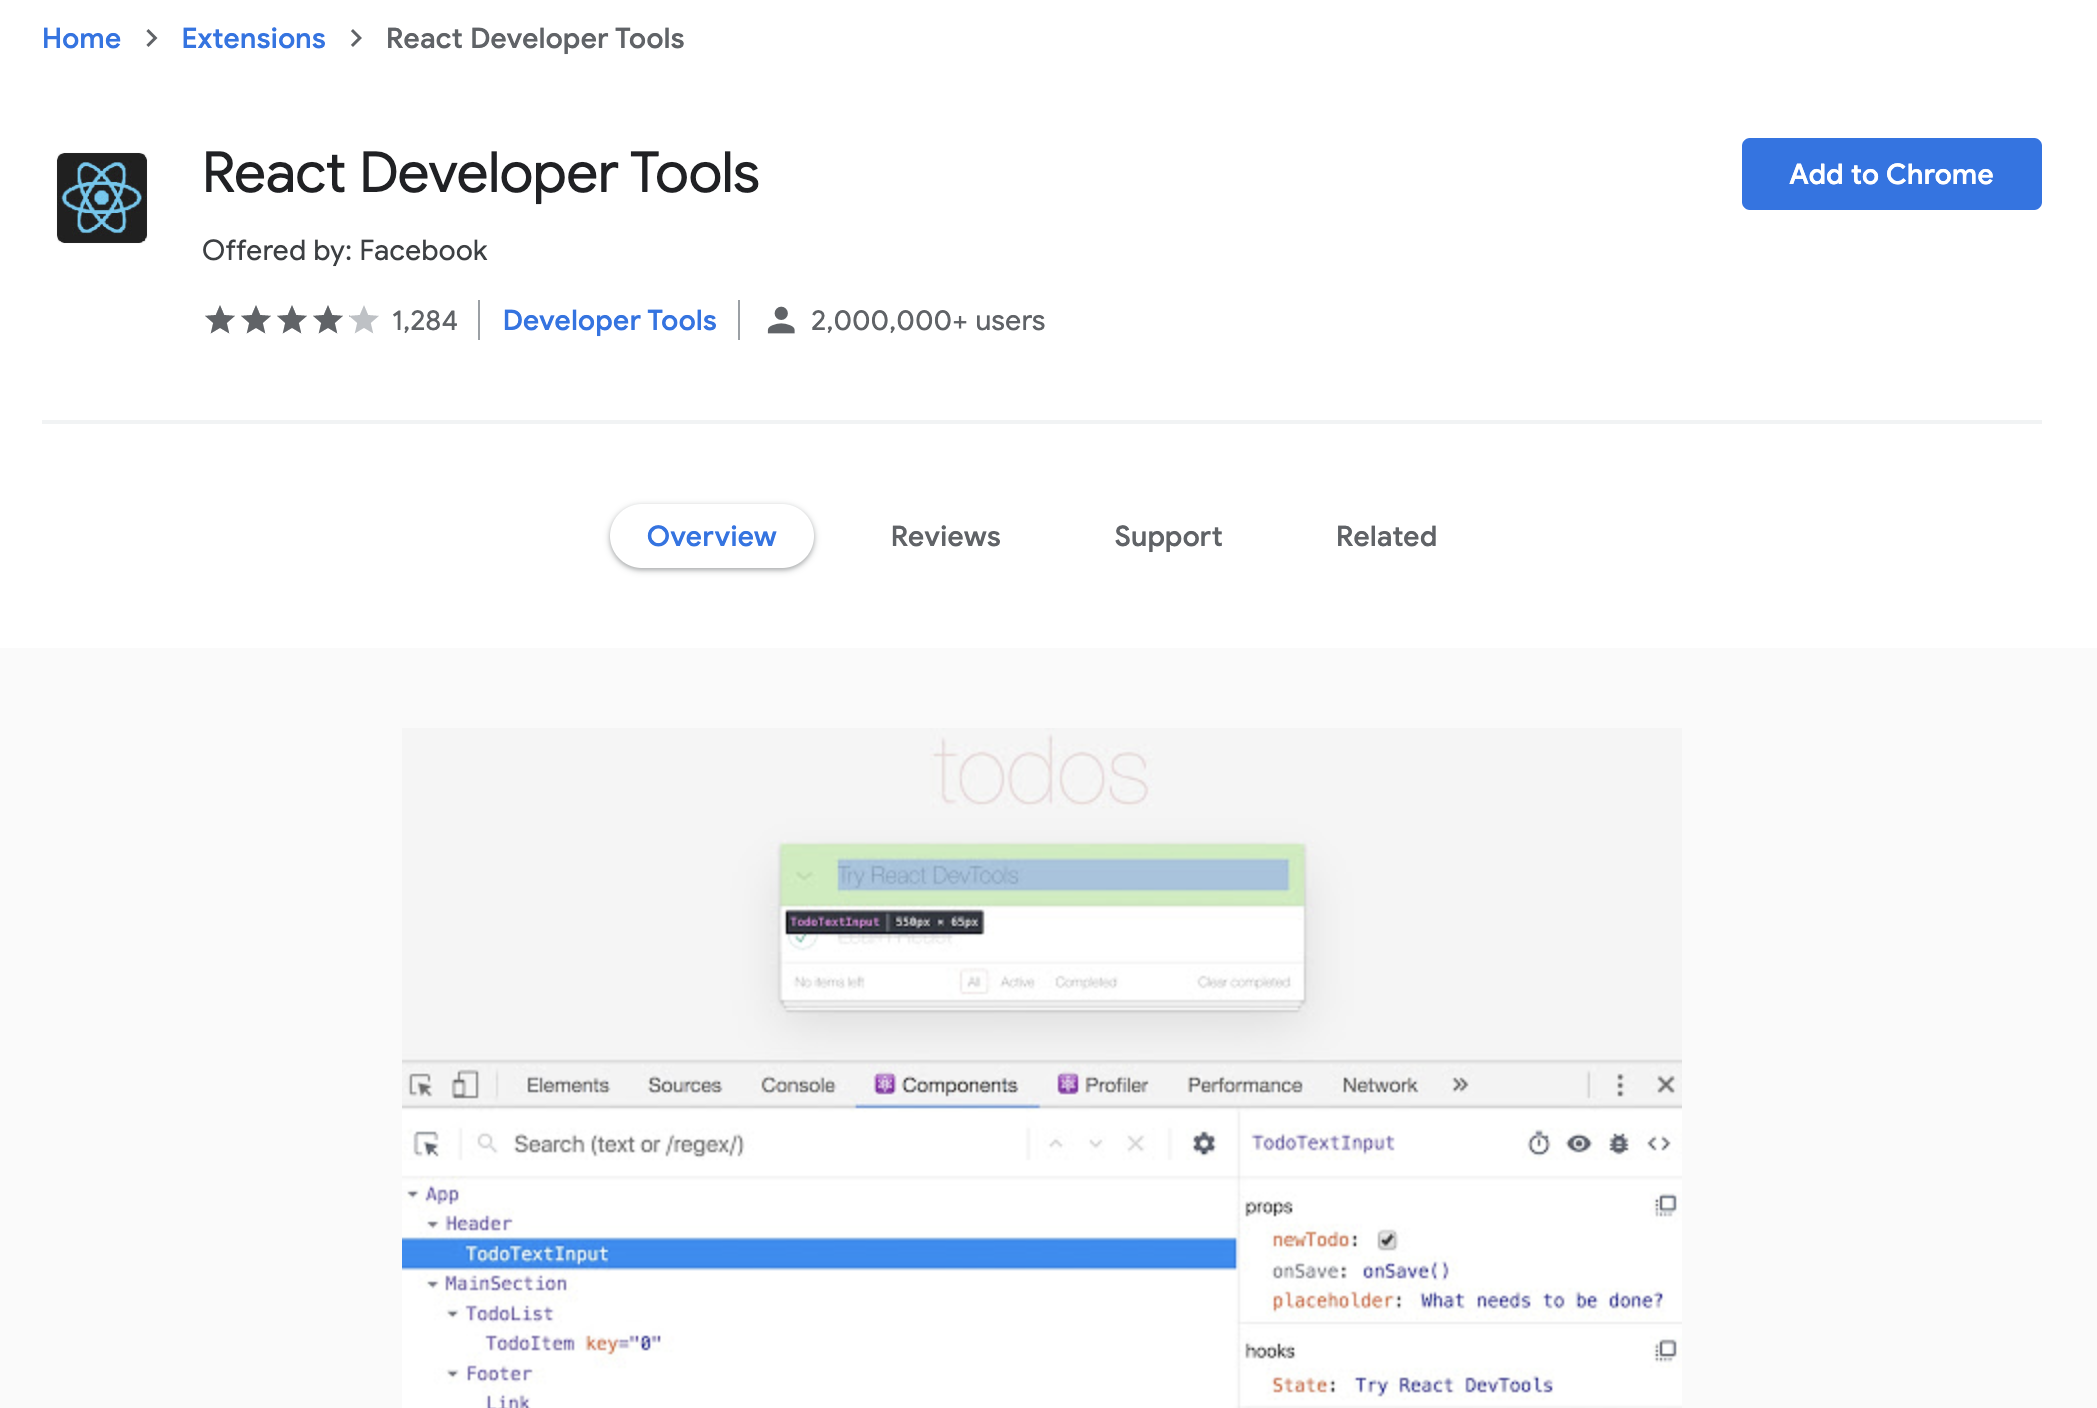 Home > Extensions > React Developer Tools
React Developer Tools
Add to Chrome
Offered by: Facebook
1,284 | Developer Tools | 2,000,000+ users
Overview Reviews Support Related
todos
Try React DevTools
TodoTextInput | 550px × 65px
Learn React
No items left All Active Completed Clear completed
Elements Sources Console Components Profiler Performance Network »
Search (text or /regex/)
TodoTextInput
App
Header
TodoTextInput
MainSection
TodoList
TodoItem key="0"
Footer
Link
props
newTodo:
onSave: onSave()
placeholder: What needs to be done?
hooks
State: Try React DevTools